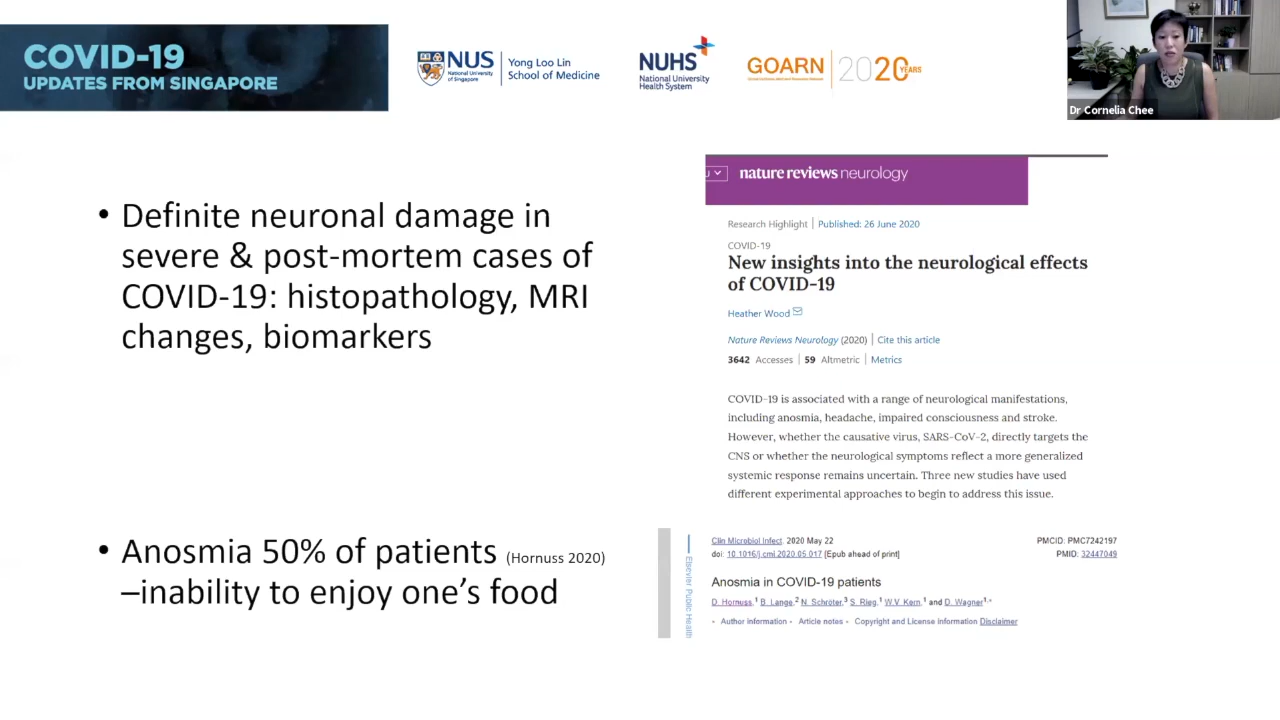 COVID-19
UPDATES FROM SINGAPORE
NUS
National University
of Singapore
Yong Loo Lin
School of Medicine
NUHS
National University
Health System
GOARN
2020 YEARS
Dr Cornelia Chee
• Definite neuronal damage in
severe & post-mortem cases of
COVID-19: histopathology, MRI
changes, biomarkers
• Anosmia 50% of patients (Hornuss 2020)
–inability to enjoy one's food
nature reviews neurology
Research Highlight | Published: 26 June 2020
COVID-19
New insights into the neurological effects
of COVID-19
Heather Wood
Nature Reviews Neurology (2020) | Cite this article
3642 Accesses | 59 Altmetric | Metrics
COVID-19 is associated with a range of neurological manifestations,
including anosmia, headache, impaired consciousness and stroke.
However, whether the causative virus, SARS-CoV-2, directly targets the
CNS or whether the neurological symptoms reflect a more generalized
systemic response remains uncertain. Three new studies have used
different experimental approaches to begin to address this issue.
Elsevier Public Health
Clin Microbiol Infect. 2020 May 22
doi: 10.1016/j.cmi.2020.05.017 [Epub ahead of print]
PMCID: PMC7242197
PMID: 32447049
Anosmia in COVID-19 patients
D. Hornuss,1 B. Lange,2 N. Schröter,3 S. Rieg,1 W.V. Kern,1 and D. Wagner1,*
Author information Article notes Copyright and License information Disclaimer